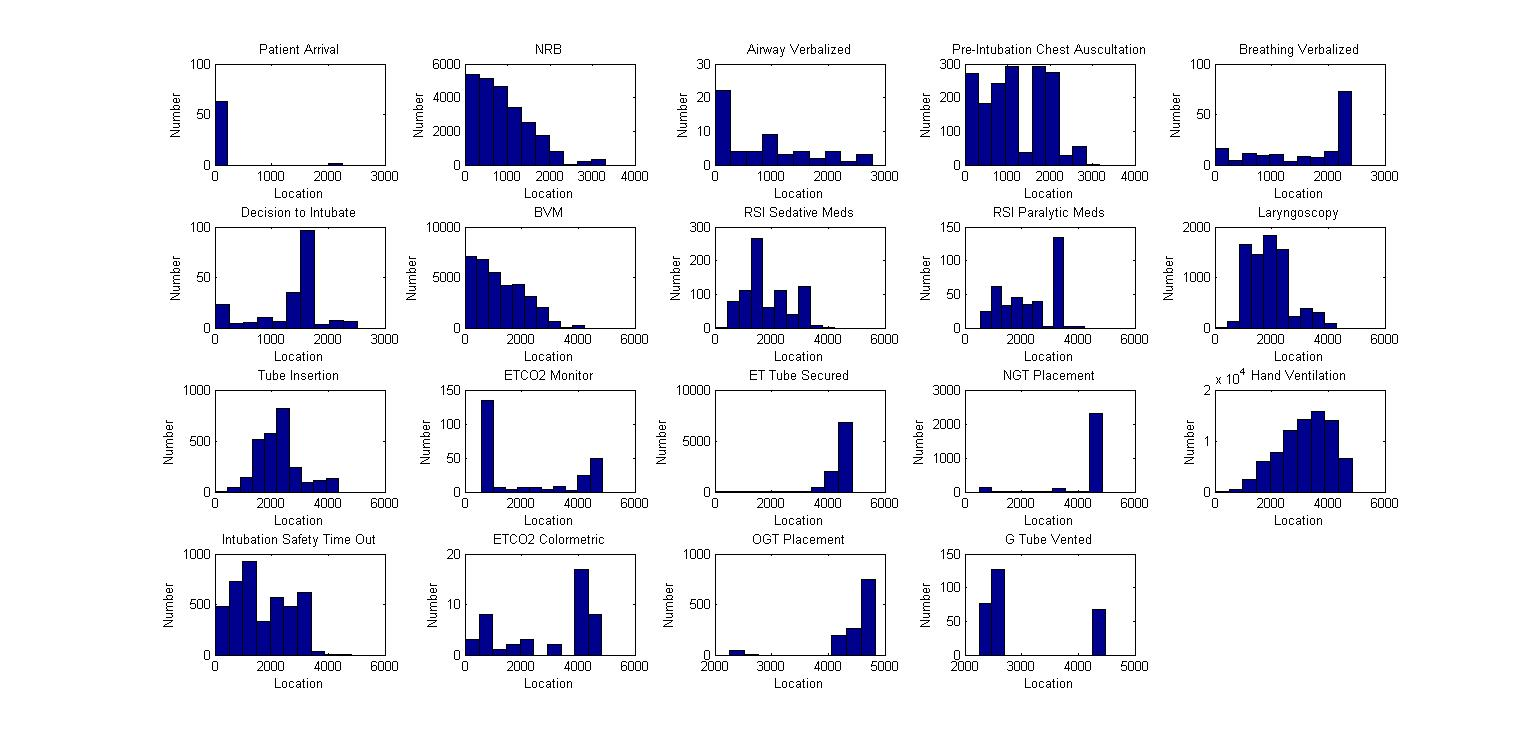 Patient Arrival
100
50
0
Number
0 1000 2000 3000
Location
NRB
6000
4000
2000
0
Number
0 1000 2000 3000 4000
Location
Airway Verbalized
30
20
10
0
Number
0 1000 2000 3000
Location
Pre-Intubation Chest Auscultation
300
200
100
0
Number
0 1000 2000 3000 4000
Location
Breathing Verbalized
100
50
0
Number
0 1000 2000 3000
Location
Decision to Intubate
100
50
0
Number
0 1000 2000 3000
Location
BVM
10000
5000
0
Number
0 2000 4000 6000
Location
RSI Sedative Meds
300
200
100
0
Number
0 2000 4000 6000
Location
RSI Paralytic Meds
150
100
50
0
Number
0 2000 4000 6000
Location
Laryngoscopy
2000
1000
0
Number
0 2000 4000 6000
Location
Tube Insertion
1000
500
0
Number
0 2000 4000 6000
Location
ETCO2 Monitor
150
100
50
0
Number
0 2000 4000 6000
Location
ET Tube Secured
10000
5000
0
Number
0 2000 4000 6000
Location
NGT Placement
3000
2000
1000
0
Number
0 2000 4000 6000
Location
x 10^4 Hand Ventilation
2
1
0
Number
0 2000 4000 6000
Location
Intubation Safety Time Out
1000
500
0
Number
0 2000 4000 6000
Location
ETCO2 Colormetric
20
10
0
Number
0 2000 4000 6000
Location
OGT Placement
1000
500
0
Number
2000 3000 4000 5000
Location
G Tube Vented
150
100
50
0
Number
2000 3000 4000 5000
Location